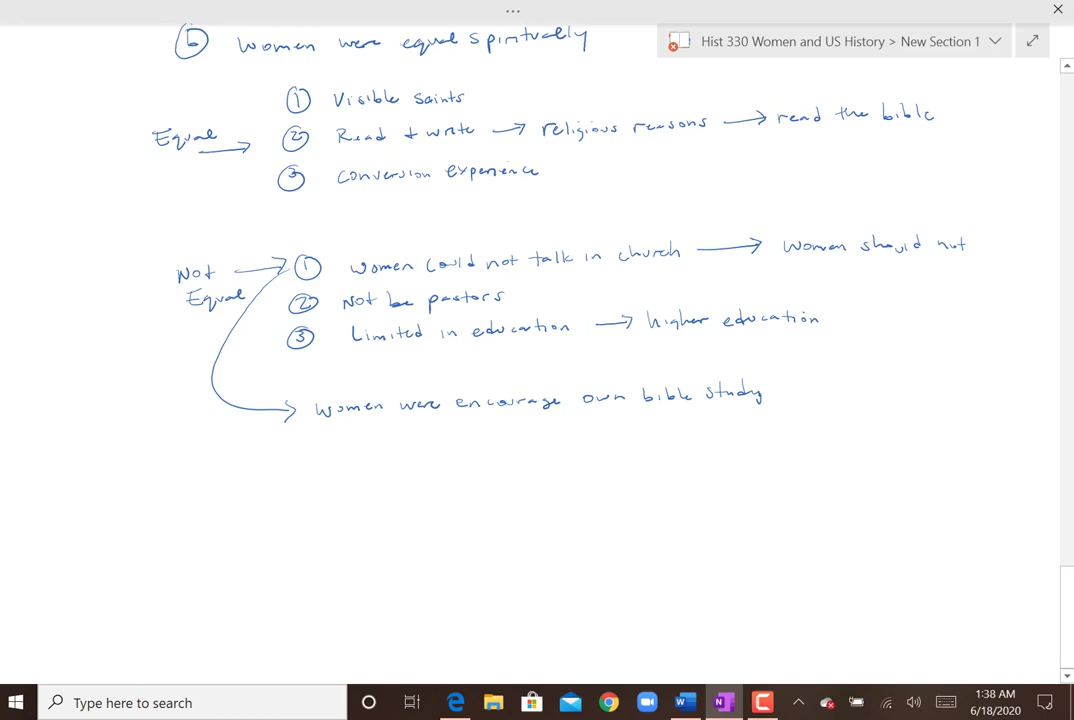 ...
Hist 330 Women and US History > New Section 1
6 Women were equal spiritually
1 Visible saints
Equal → 2 Read + write → religious reasons → read the bible
3 conversion experience
Not Equal → 1 Women could not talk in church → Women should not
2 Not be pastors
3 Limited in education → higher education
→ Women were encourage own bible study
Type here to search
1:38 AM
6/18/2020